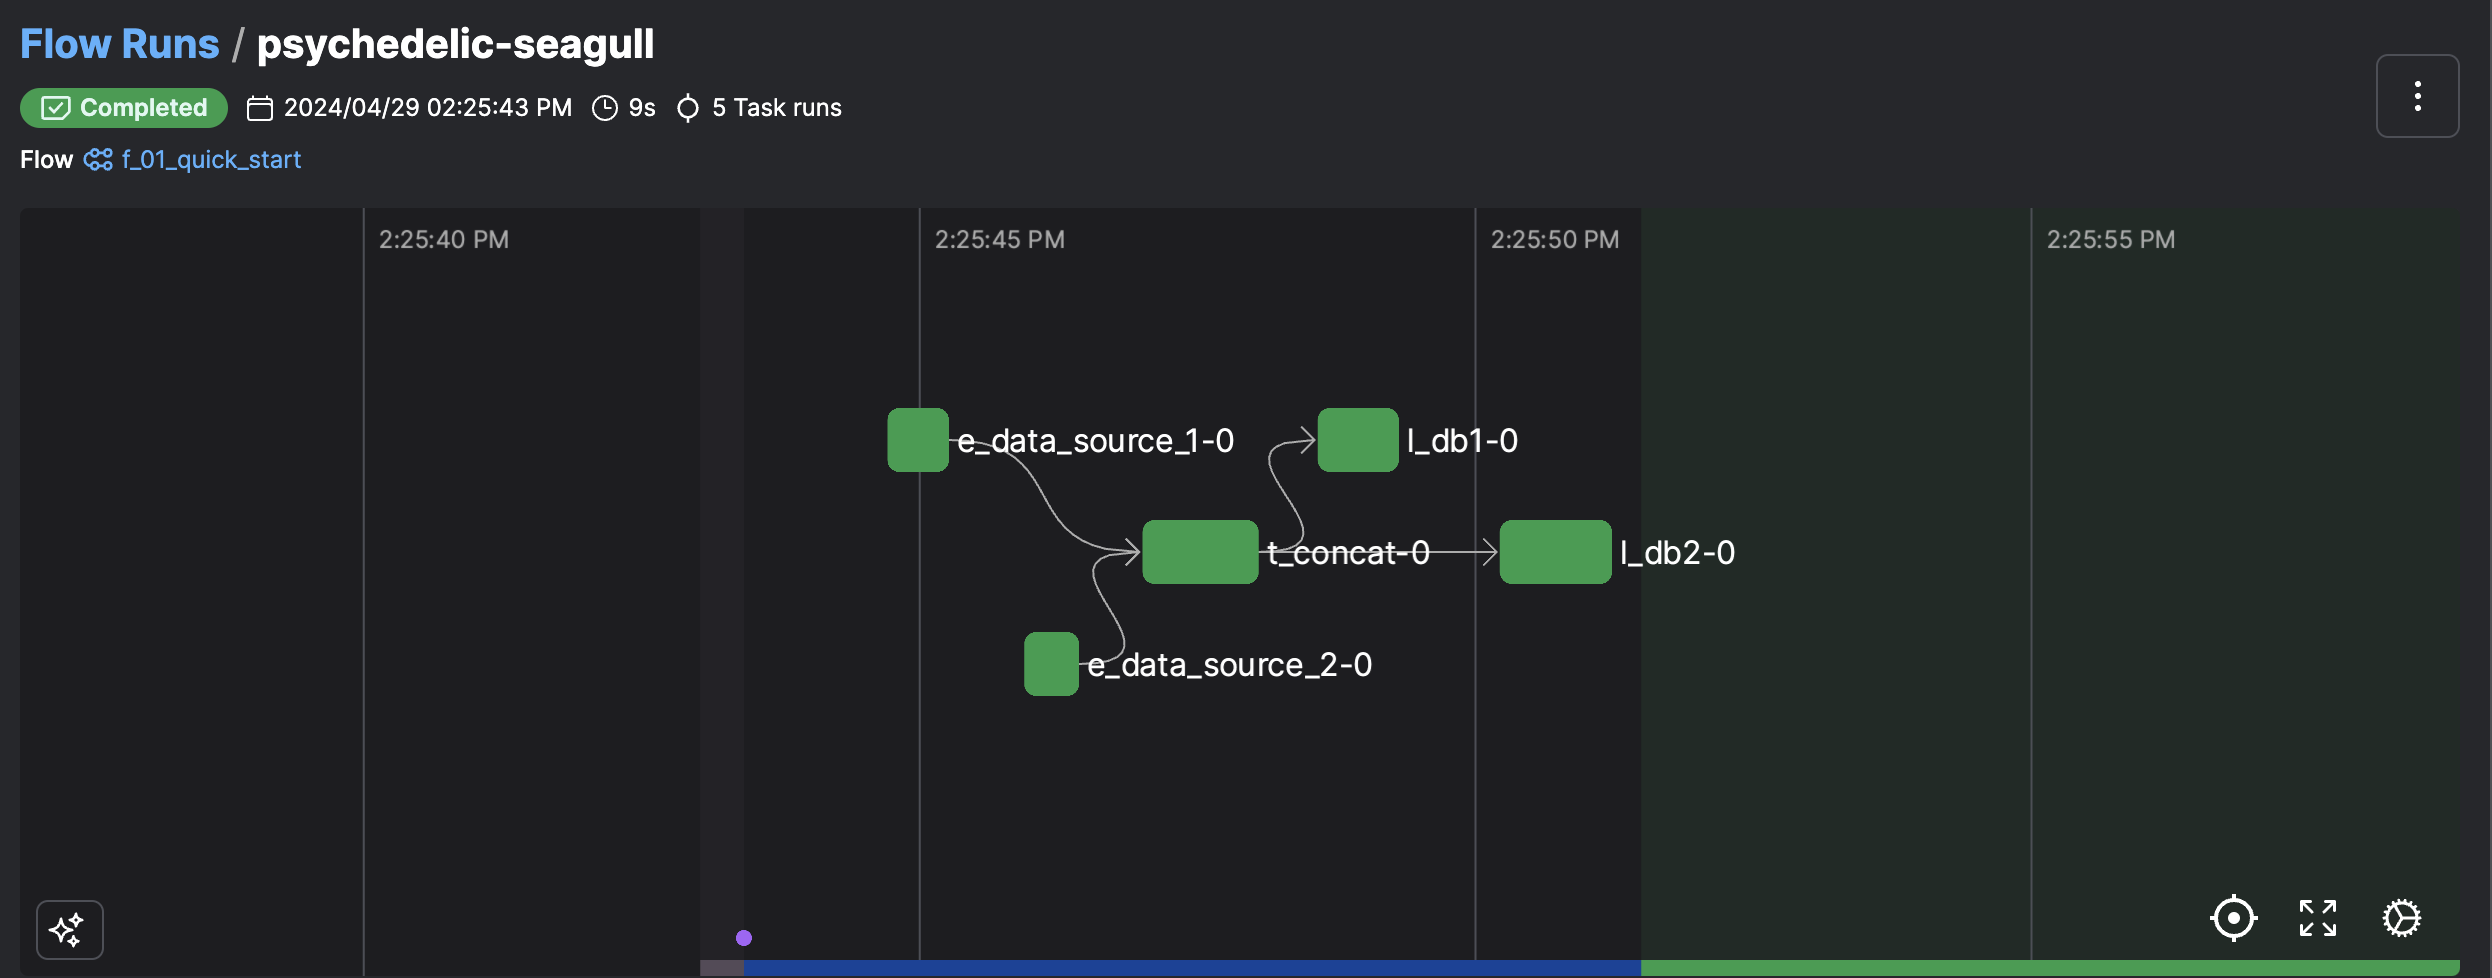 Flow Runs / psychedelic-seagull
Completed 2024/04/29 02:25:43 PM 9s 5 Task runs
Flow f_01_quick_start
2:25:40 PM 2:25:45 PM 2:25:50 PM 2:25:55 PM
e_data_source_1-0 l_db1-0
t_concat-0 l_db2-0
e_data_source_2-0